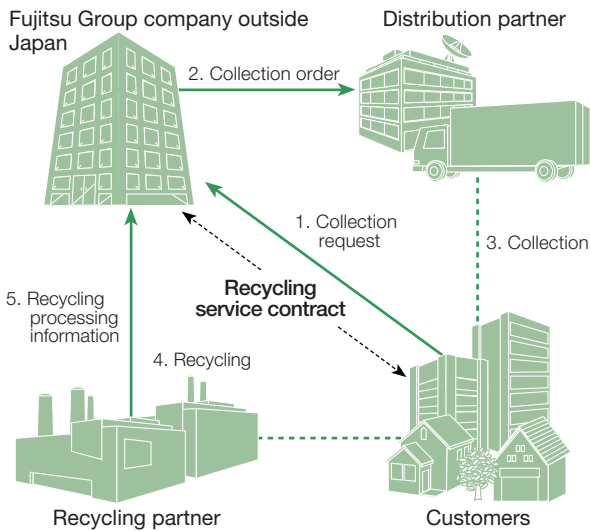 Fujitsu Group company outside
Japan
Distribution partner
2. Collection order
1. Collection
request
3. Collection
Recycling
service contract
5. Recycling
processing
information
4. Recycling
Recycling partner
Customers